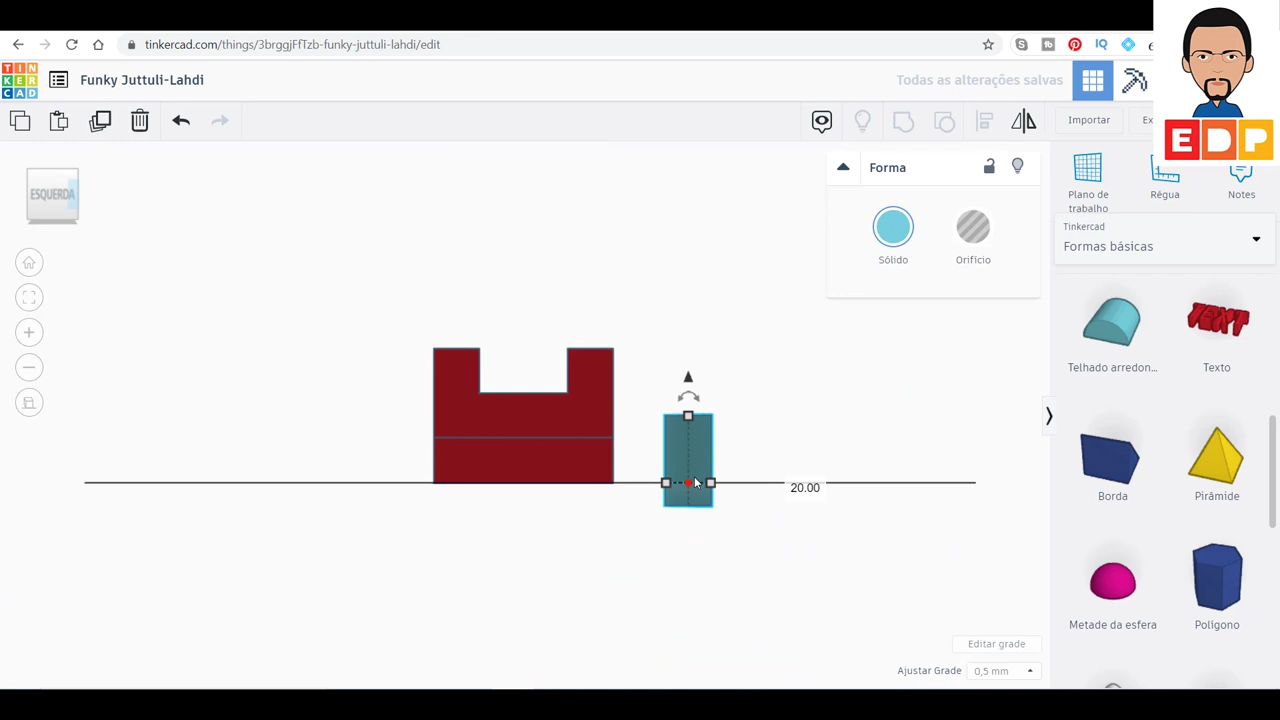 tinkercad.com/things/3brggjFfTzb-funky-juttuli-lahdi/edit
TIN
KER
CAD
Funky Juttuli-Lahdi
Todas as alterações salvas
Importar
Ex
EDP
ESQUERDA
Forma
Sólido
Orifício
Plano de
trabalho
Régua
Notes
Tinkercad
Formas básicas
Telhado arredon...
Texto
TEXT
Borda
Pirâmide
Metade da esfera
Polígono
20.00
Editar grade
Ajustar Grade
0,5 mm